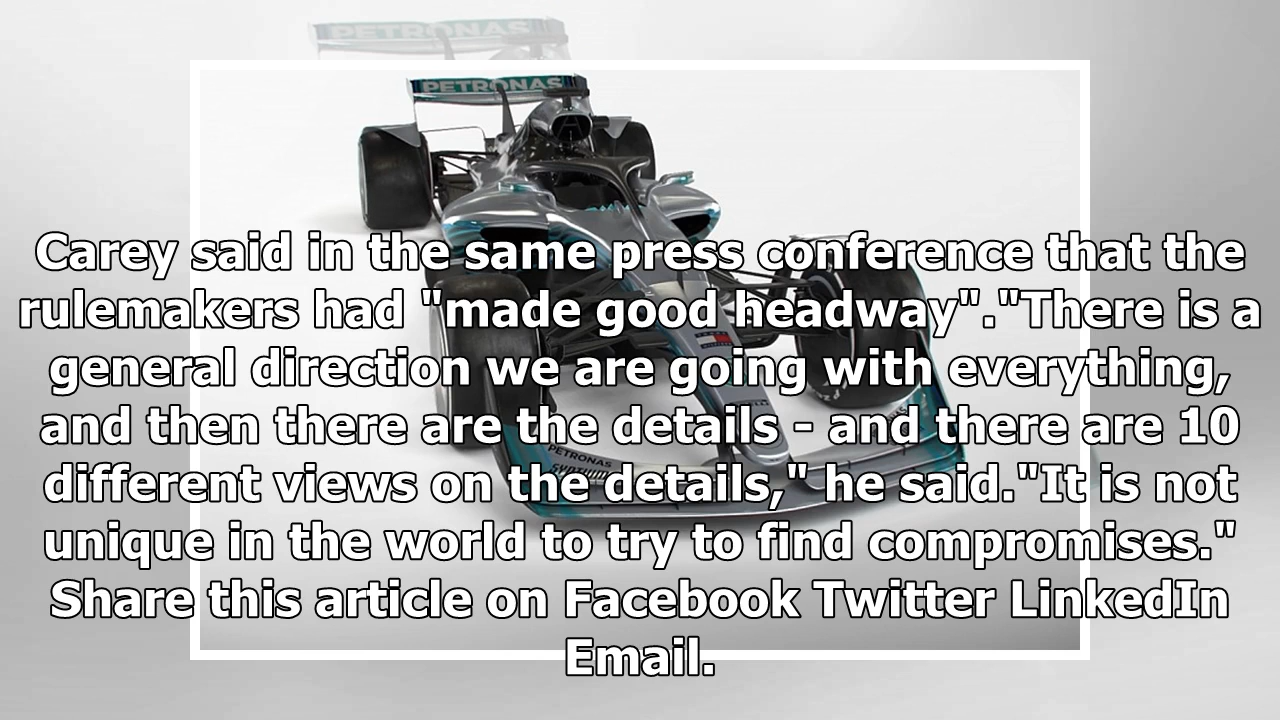 PETRONAS
PETRONAS
Carey said in the same press conference that the
rulemakers had "made good headway"."There is a
general direction we are going with everything,
and then there are the details - and there are 10
different views on the details," he said."It is not
unique in the world to try to find compromises."
Share this article on Facebook Twitter LinkedIn
Email.
PETRONAS